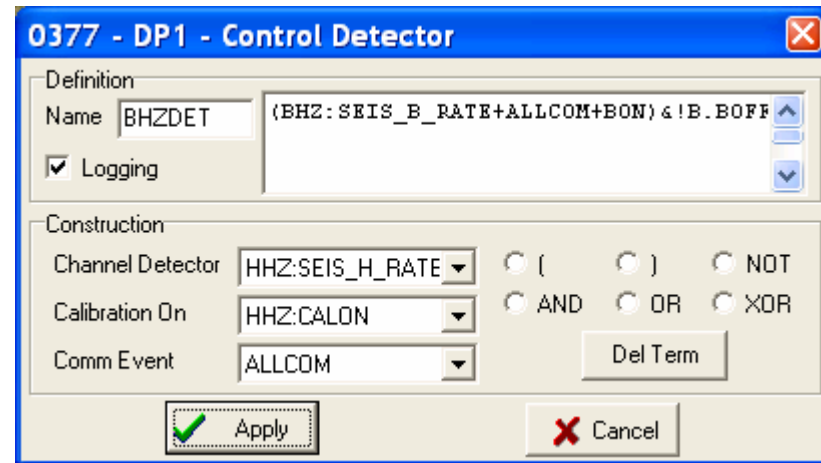 0377 - DP1 - Control Detector
Definition
Name BHZDET (BHZ:SEIS_B_RATE+ALLCOM+BON)&!B.BOFF
Logging
Construction
Channel Detector HHZ:SEIS_H_RATE ( ) NOT
Calibration On HHZ:CALON AND OR XOR
Comm Event ALLCOM Del Term
Apply Cancel